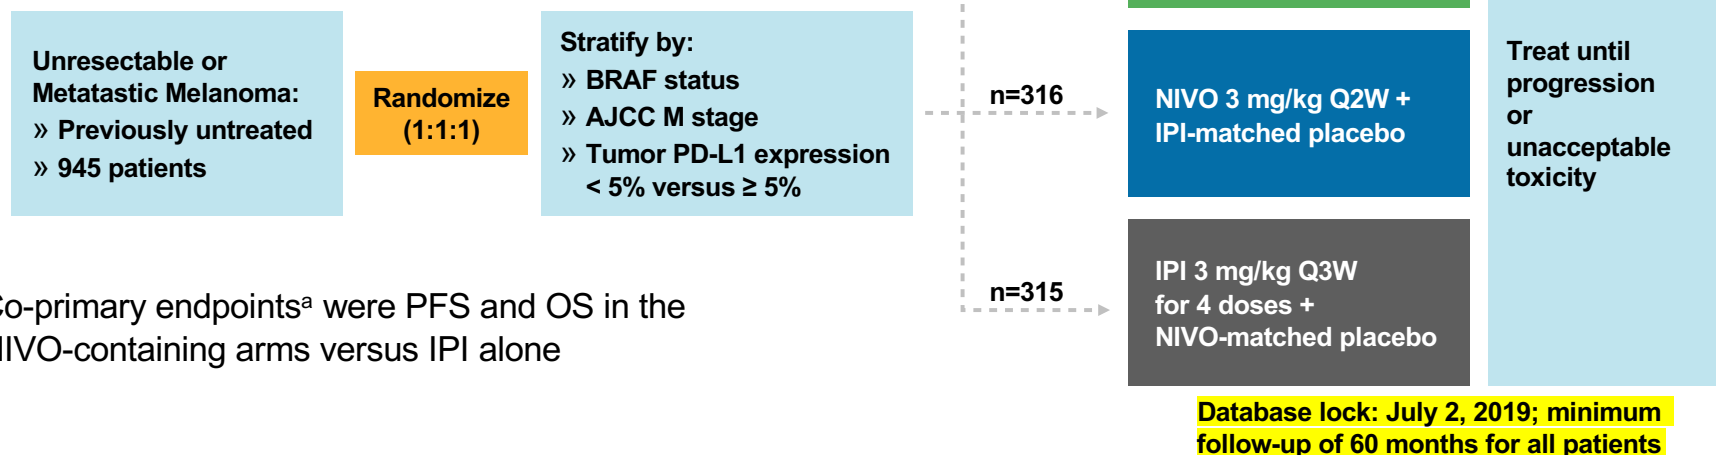 Unresectable or
Metatastic Melanoma:
» Previously untreated
» 945 patients
Randomize
(1:1:1)
Stratify by:
» BRAF status
» AJCC M stage
» Tumor PD-L1 expression
< 5% versus ≥ 5%
n=316
NIVO 3 mg/kg Q2W +
IPI-matched placebo
n=315
IPI 3 mg/kg Q3W
for 4 doses +
NIVO-matched placebo
Treat until
progression
or
unacceptable
toxicity
Co-primary endpointsᵃ were PFS and OS in the
NIVO-containing arms versus IPI alone
Database lock: July 2, 2019; minimum
follow-up of 60 months for all patients